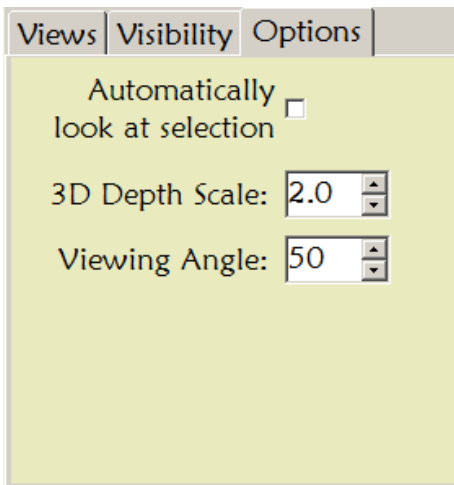 Views Visibility Options
Automatically
look at selection
3D Depth Scale: 2.0
Viewing Angle: 50